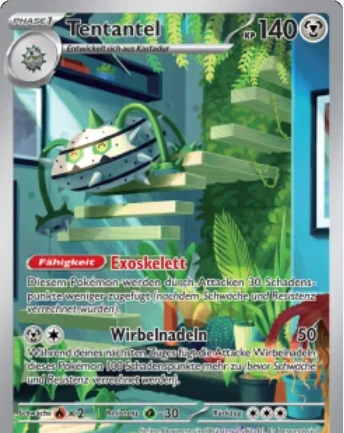 PHASE 1
Tentantel
KP 140
Entwickelt sich aus Kastadur
Fähigkeit Exoskelett
Diesem Pokémon werden durch Attacken 30 Schadens-
punkte weniger zugefügt (nachdem Schwäche und Resistenz
verrechnet wurden).
Wirbelnadeln 50
Während deines nächsten Zuges fügt die Attacke Wirbelnadeln
dieses Pokémon 100 Schadenspunkte mehr zu (bevor Schwäche
und Resistenz verrechnet werden).
Schwäche ×2 Resistenz -30 Rückzug